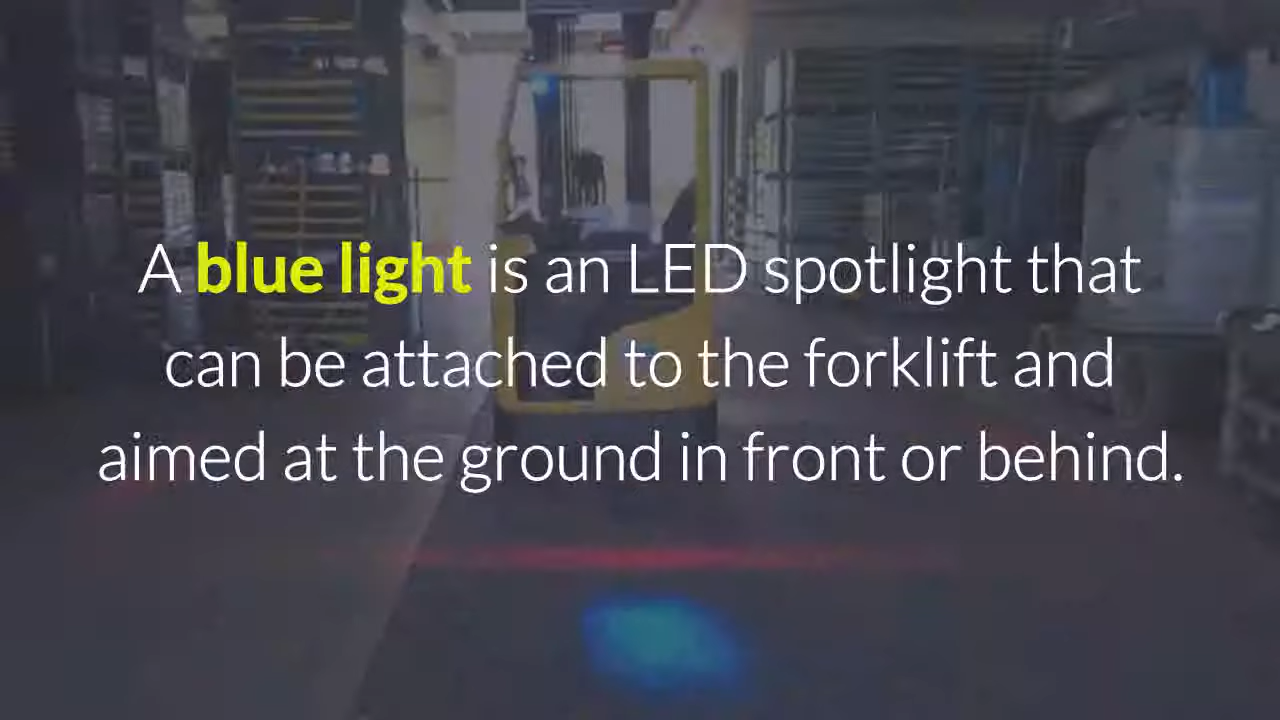 A blue light is an LED spotlight that
can be attached to the forklift and
aimed at the ground in front or behind.